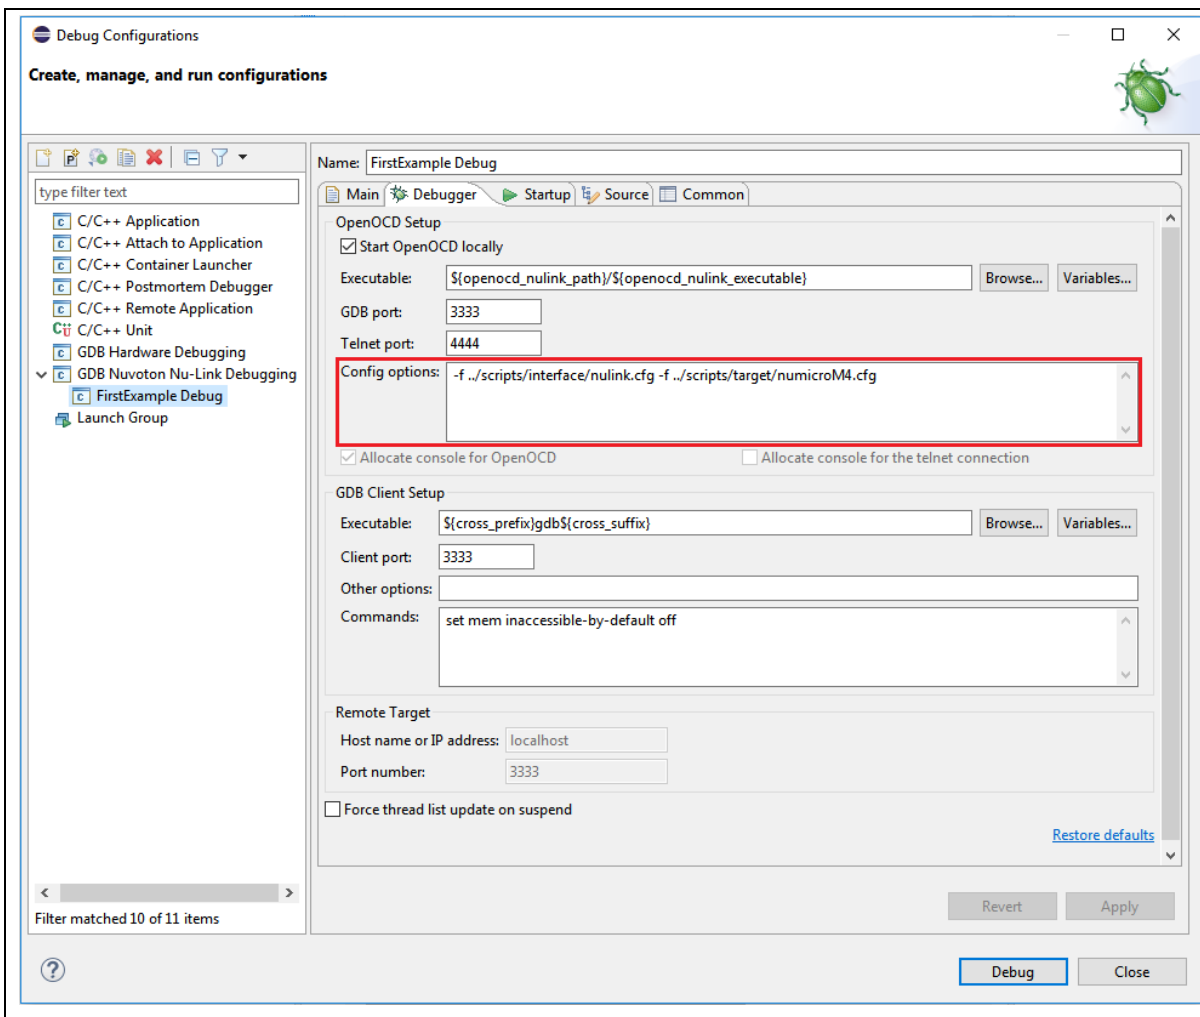 Debug Configurations
Create, manage, and run configurations
type filter text
C/C++ Application
C/C++ Attach to Application
C/C++ Container Launcher
C/C++ Postmortem Debugger
C/C++ Remote Application
C/C++ Unit
GDB Hardware Debugging
GDB Nuvoton Nu-Link Debugging
FirstExample Debug
Launch Group
Filter matched 10 of 11 items
Name: FirstExample Debug
Main Debugger Startup Source Common
OpenOCD Setup
Start OpenOCD locally
Executable: ${openocd_nulink_path}/${openocd_nulink_executable} Browse... Variables...
GDB port: 3333
Telnet port: 4444
Config options: -f ../scripts/interface/nulink.cfg -f ../scripts/target/numicroM4.cfg
Allocate console for OpenOCD Allocate console for the telnet connection
GDB Client Setup
Executable: ${cross_prefix}gdb${cross_suffix} Browse... Variables...
Client port: 3333
Other options:
Commands: set mem inaccessible-by-default off
Remote Target
Host name or IP address: localhost
Port number: 3333
Force thread list update on suspend
Restore defaults
Revert Apply
Debug Close